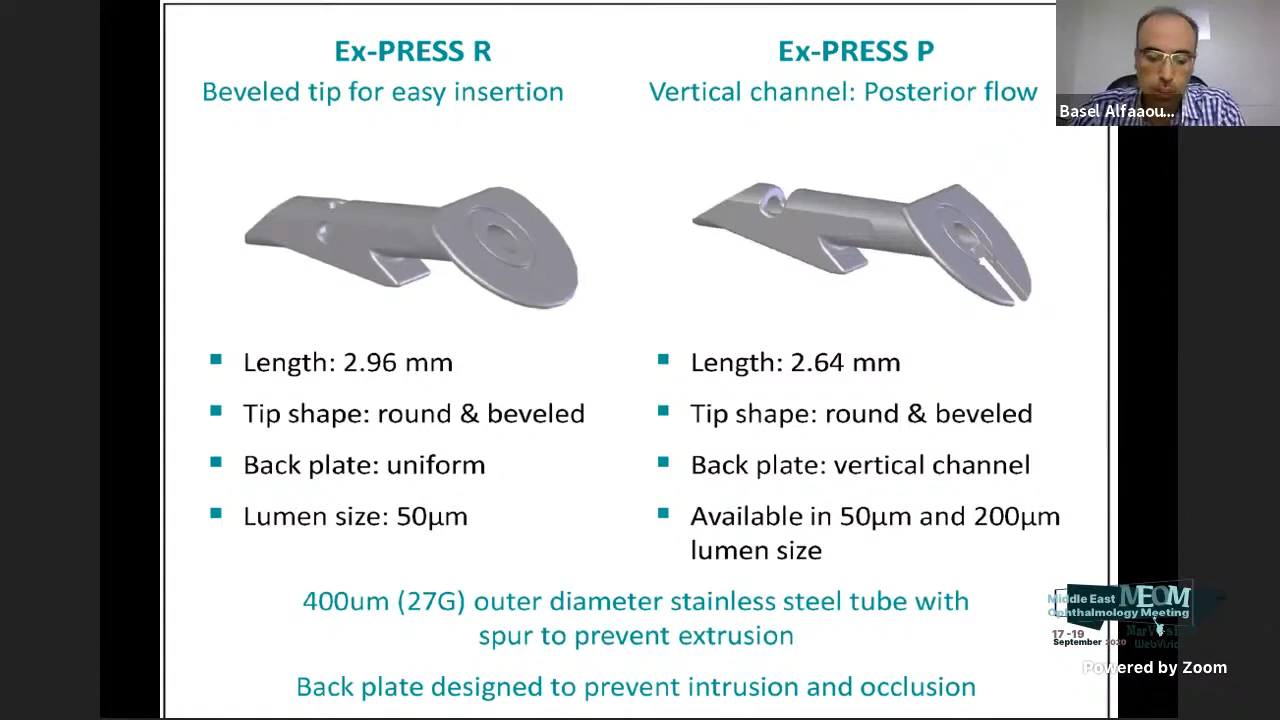 Ex-PRESS R
Beveled tip for easy insertion
Length: 2.96 mm
Tip shape: round & beveled
Back plate: uniform
Lumen size: 50µm
Ex-PRESS P
Vertical channel: Posterior flow
Length: 2.64 mm
Tip shape: round & beveled
Back plate: vertical channel
Available in 50µm and 200µm
lumen size
400um (27G) outer diameter stainless steel tube with
spur to prevent extrusion
Back plate designed to prevent intrusion and occlusion
Basel Alfaaou...
Middle East MEOM
Ophthalmology Meeting
17 -19
September 2020
Powered by Zoom